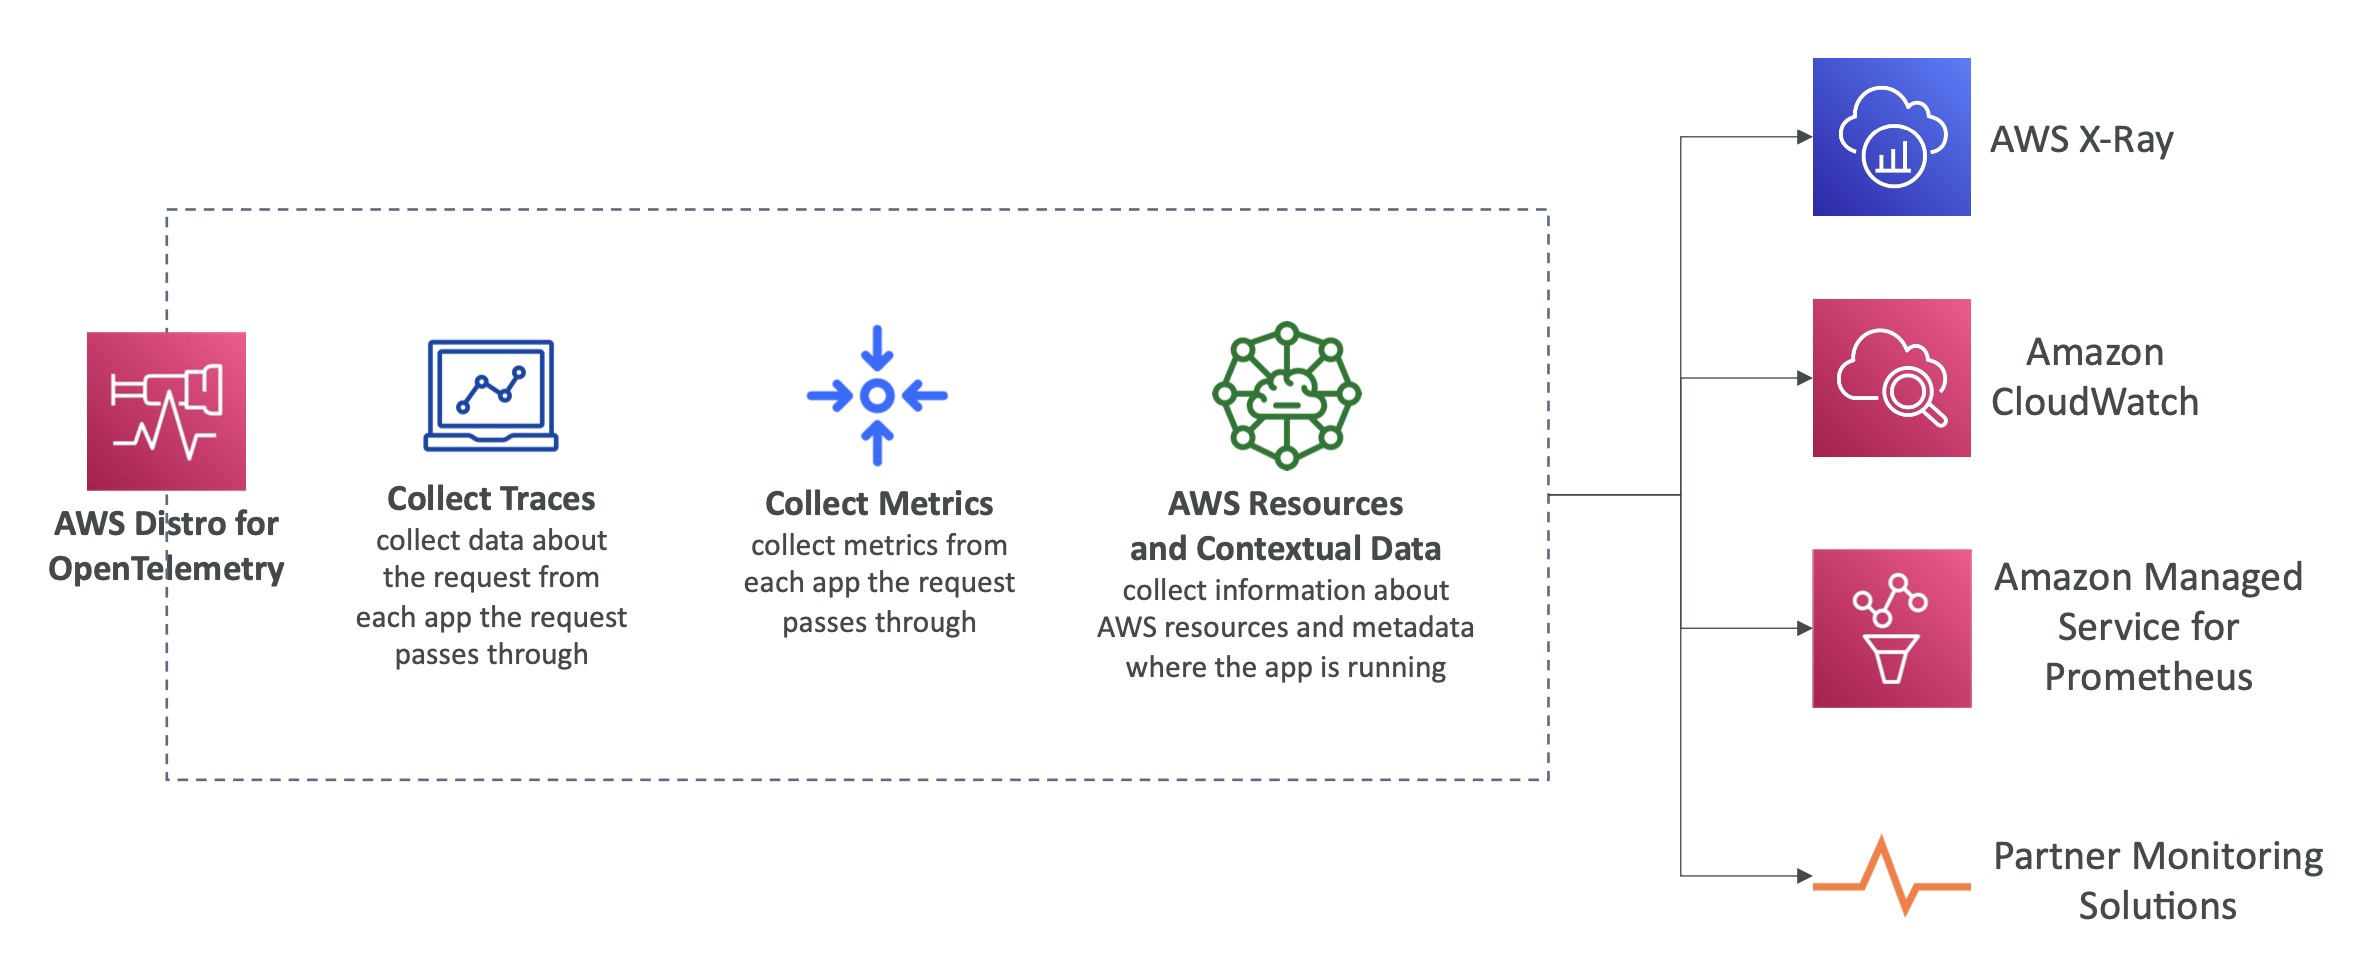 AWS Distro for
OpenTelemetry
Collect Traces
collect data about
the request from
each app the request
passes through
Collect Metrics
collect metrics from
each app the request
passes through
AWS Resources
and Contextual Data
collect information about
AWS resources and metadata
where the app is running
AWS X-Ray
Amazon
CloudWatch
Amazon Managed
Service for
Prometheus
Partner Monitoring
Solutions